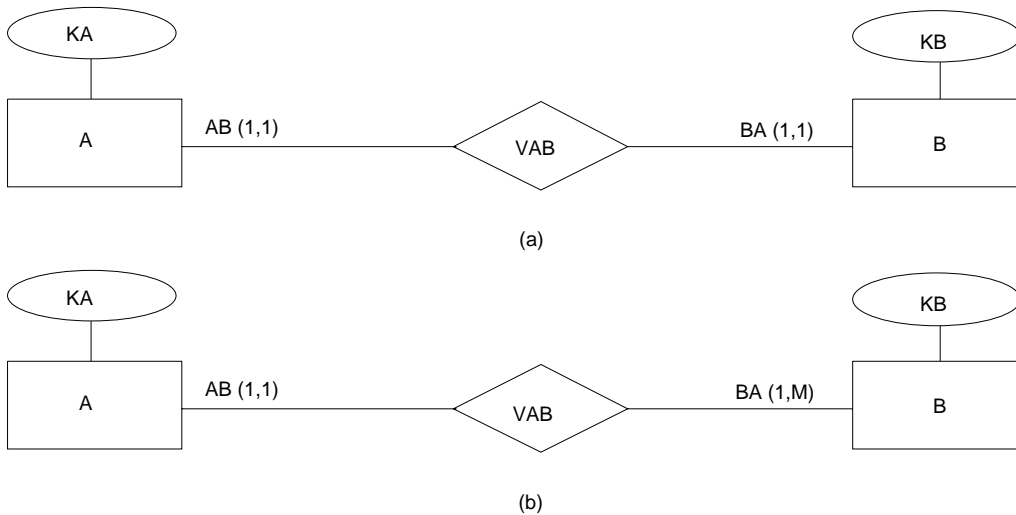 KA
KB
A
AB (1,1)
VAB
BA (1,1)
B
(a)
KA
KB
A
AB (1,1)
VAB
BA (1,M)
B
(b)